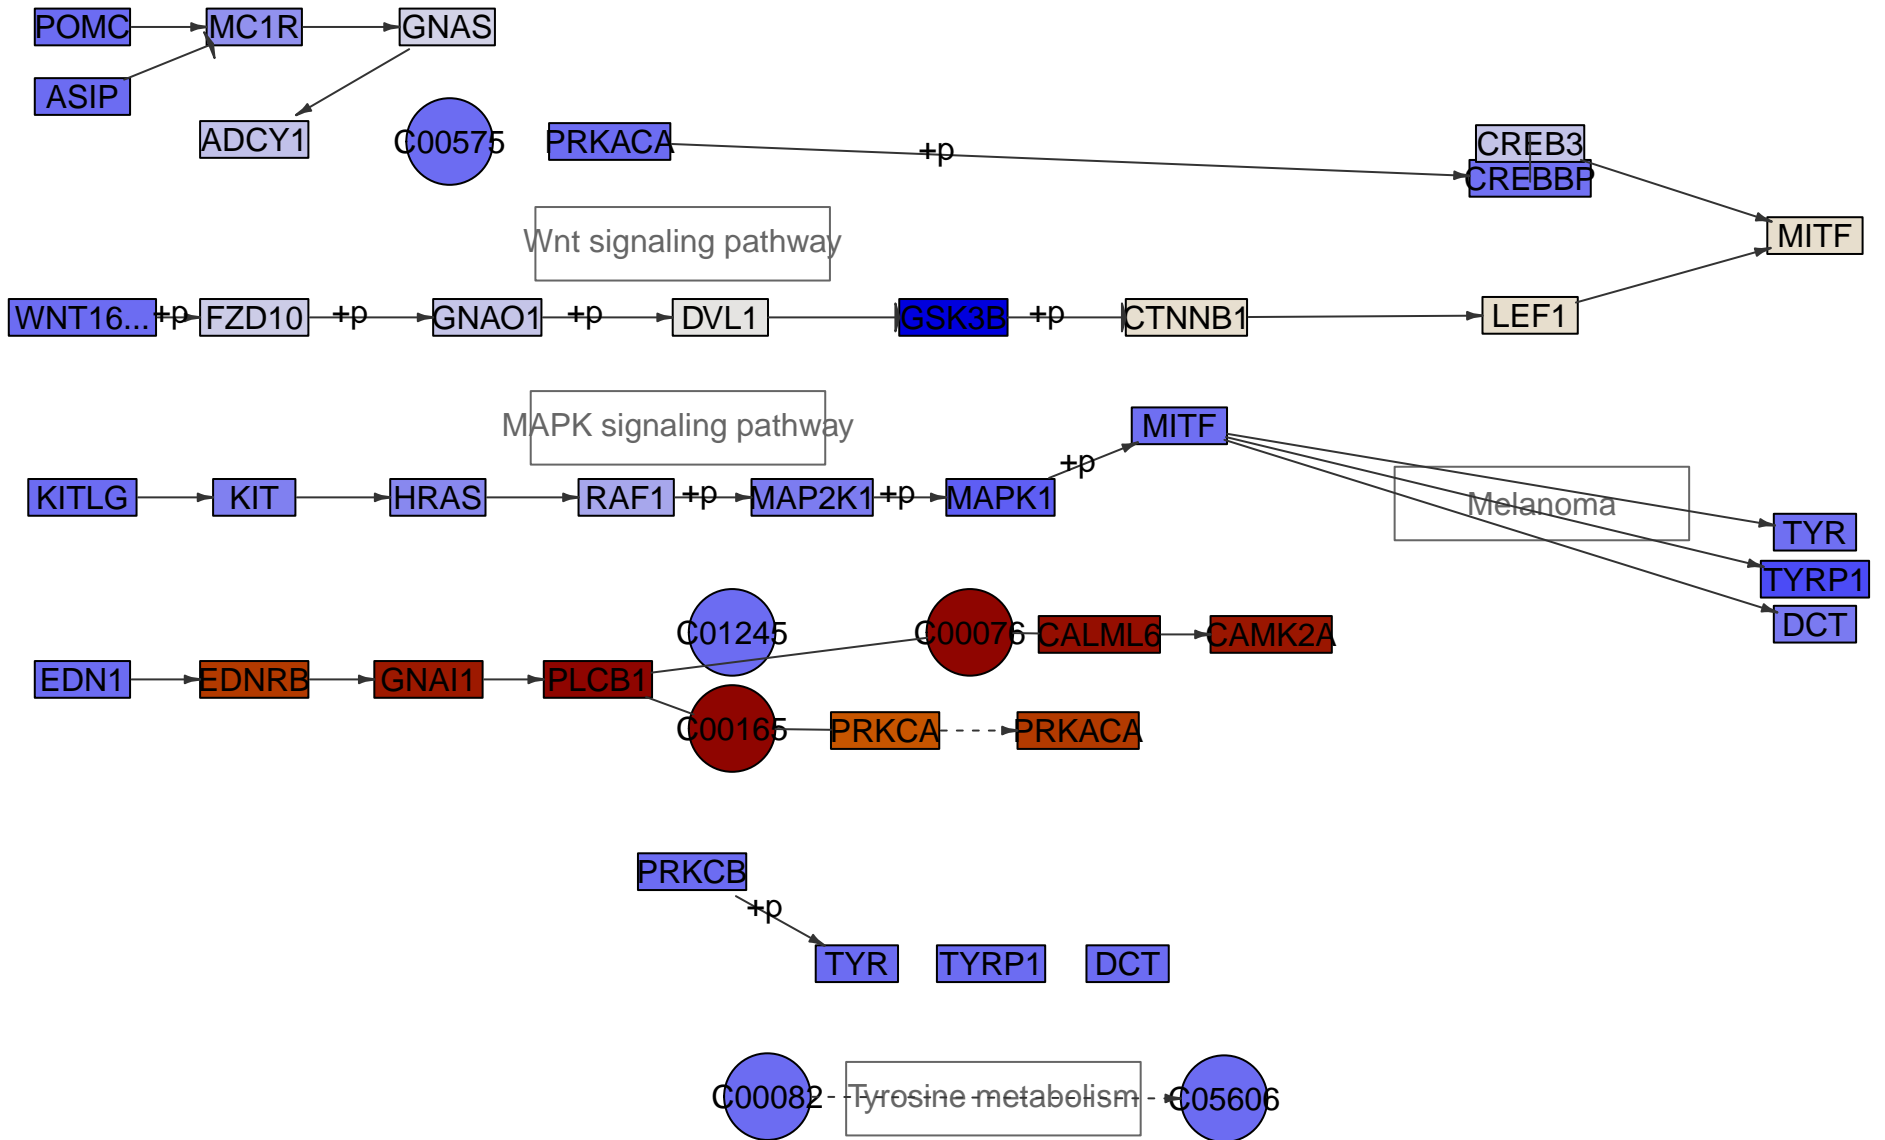 POMC
MC1R
GNAS
ASIP
ADCY1
C00575
PRKACA
+p
CREB3
CREBBP
MITF
Wnt signaling pathway
WNT16...
+p
FZD10
+p
GNAO1
+p
DVL1
GSK3B
+p
CTNNB1
LEF1
MAPK signaling pathway
MITF
+p
KITLG
KIT
HRAS
RAF1
+p
MAP2K1
+p
MAPK1
Melanoma
TYR
TYRP1
DCT
C01245
C00076
CALML6
CAMK2A
EDN1
EDNRB
GNAI1
PLCB1
C00165
PRKCA
PRKACA
PRKCB
+p
TYR
TYRP1
DCT
C00082
Tyrosine metabolism
C05606